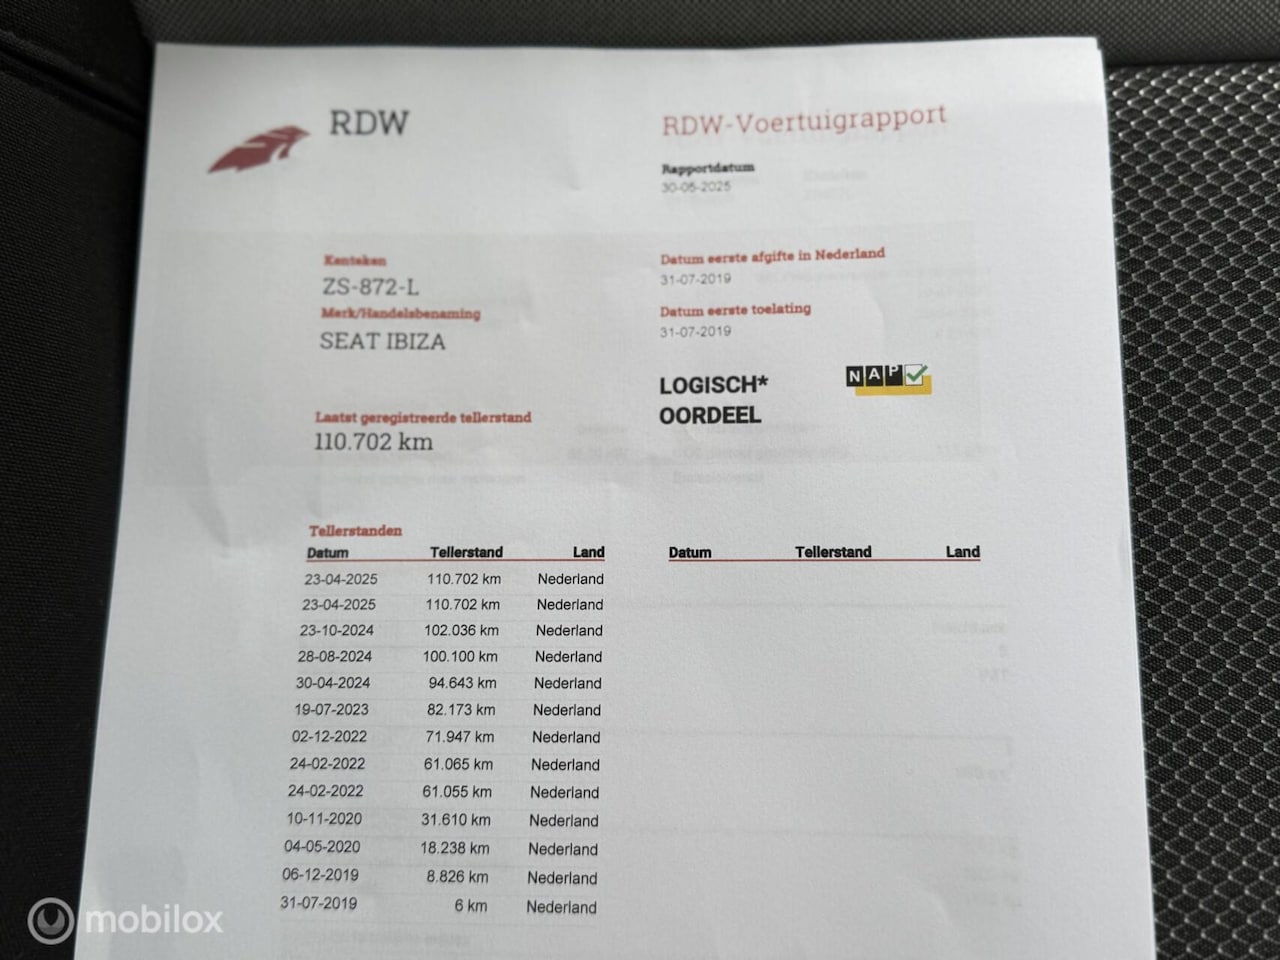 RDW
RDW-Voertuigrapport
Rapportdatum
30-05-2025
Kenteken
ZS-872-L
Merk/Handelsbenaming
SEAT IBIZA
Laatst geregistreerde tellerstand
110.702 km
Datum eerste afgifte in Nederland
31-07-2019
Datum eerste toelating
31-07-2019
LOGISCH*
OORDEEL
NAP
Tellerstanden
Datum Tellerstand Land Datum Tellerstand Land
23-04-2025 110.702 km Nederland
23-04-2025 110.702 km Nederland
23-10-2024 102.036 km Nederland
28-08-2024 100.100 km Nederland
30-04-2024 94.643 km Nederland
19-07-2023 82.173 km Nederland
02-12-2022 71.947 km Nederland
24-02-2022 61.065 km Nederland
24-02-2022 61.055 km Nederland
10-11-2020 31.610 km Nederland
04-05-2020 18.238 km Nederland
06-12-2019 8.826 km Nederland
31-07-2019 6 km Nederland
mobilox